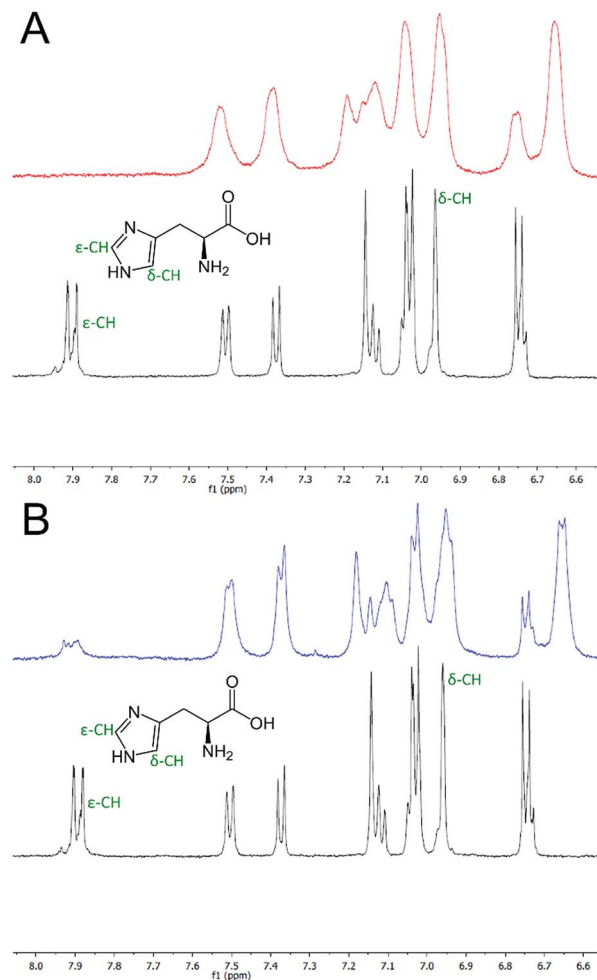 A
O
ε-CH
N
OH
HN
NH2
δ-CH
δ-CH
ε-CH
8.0 7.9 7.8 7.7 7.6 7.5 7.4 7.3 7.2 7.1 7.0 6.9 6.8 6.7 6.6
f1 (ppm)
B
O
ε-CH
N
OH
HN
NH2
δ-CH
δ-CH
ε-CH
8.0 7.9 7.8 7.7 7.6 7.5 7.4 7.3 7.2 7.1 7.0 6.9 6.8 6.7 6.6
f1 (ppm)